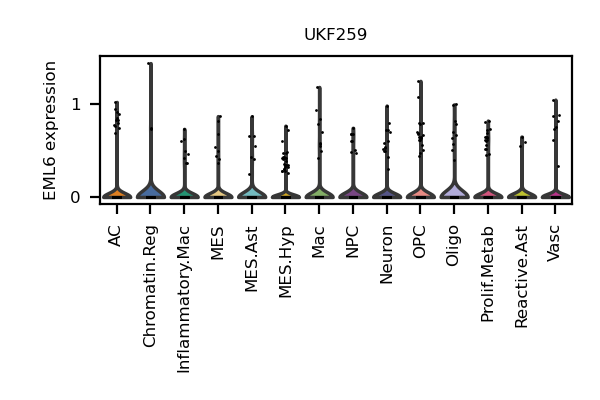 UKF259
EML6 expression
1
0
AC
Chromatin.Reg
Inflammatory.Mac
MES
MES.Ast
MES.Hyp
Mac
NPC
Neuron
OPC
Oligo
Prolif.Metab
Reactive.Ast
Vasc